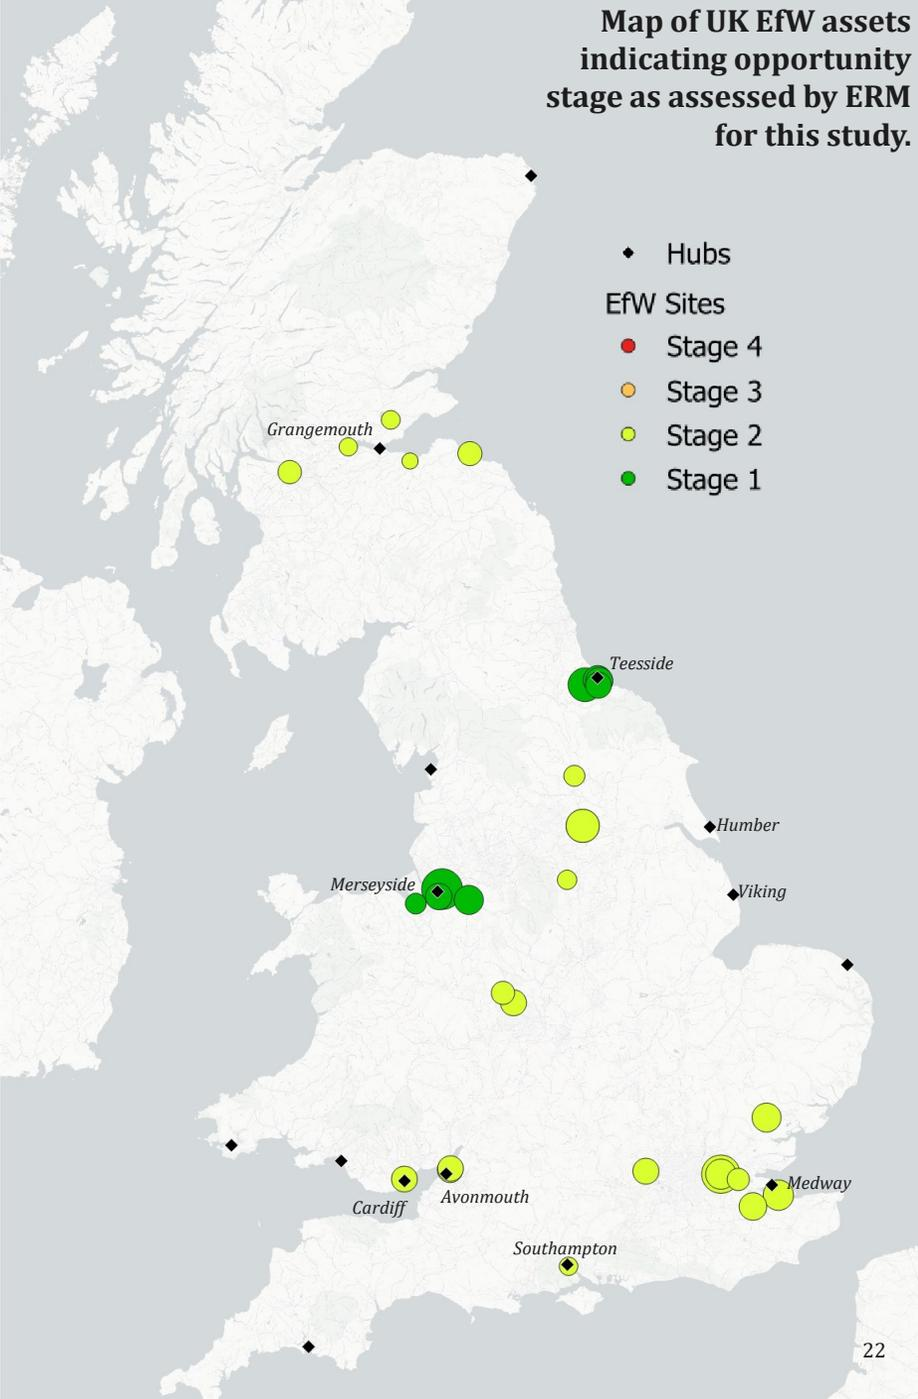 Map of UK EfW assets
indicating opportunity
stage as assessed by ERM
for this study.
Hubs
EfW Sites
Stage 4
Stage 3
Stage 2
Stage 1
Grangemouth
Teesside
Humber
Merseyside
Viking
Medway
Avonmouth
Cardiff
Southampton
22